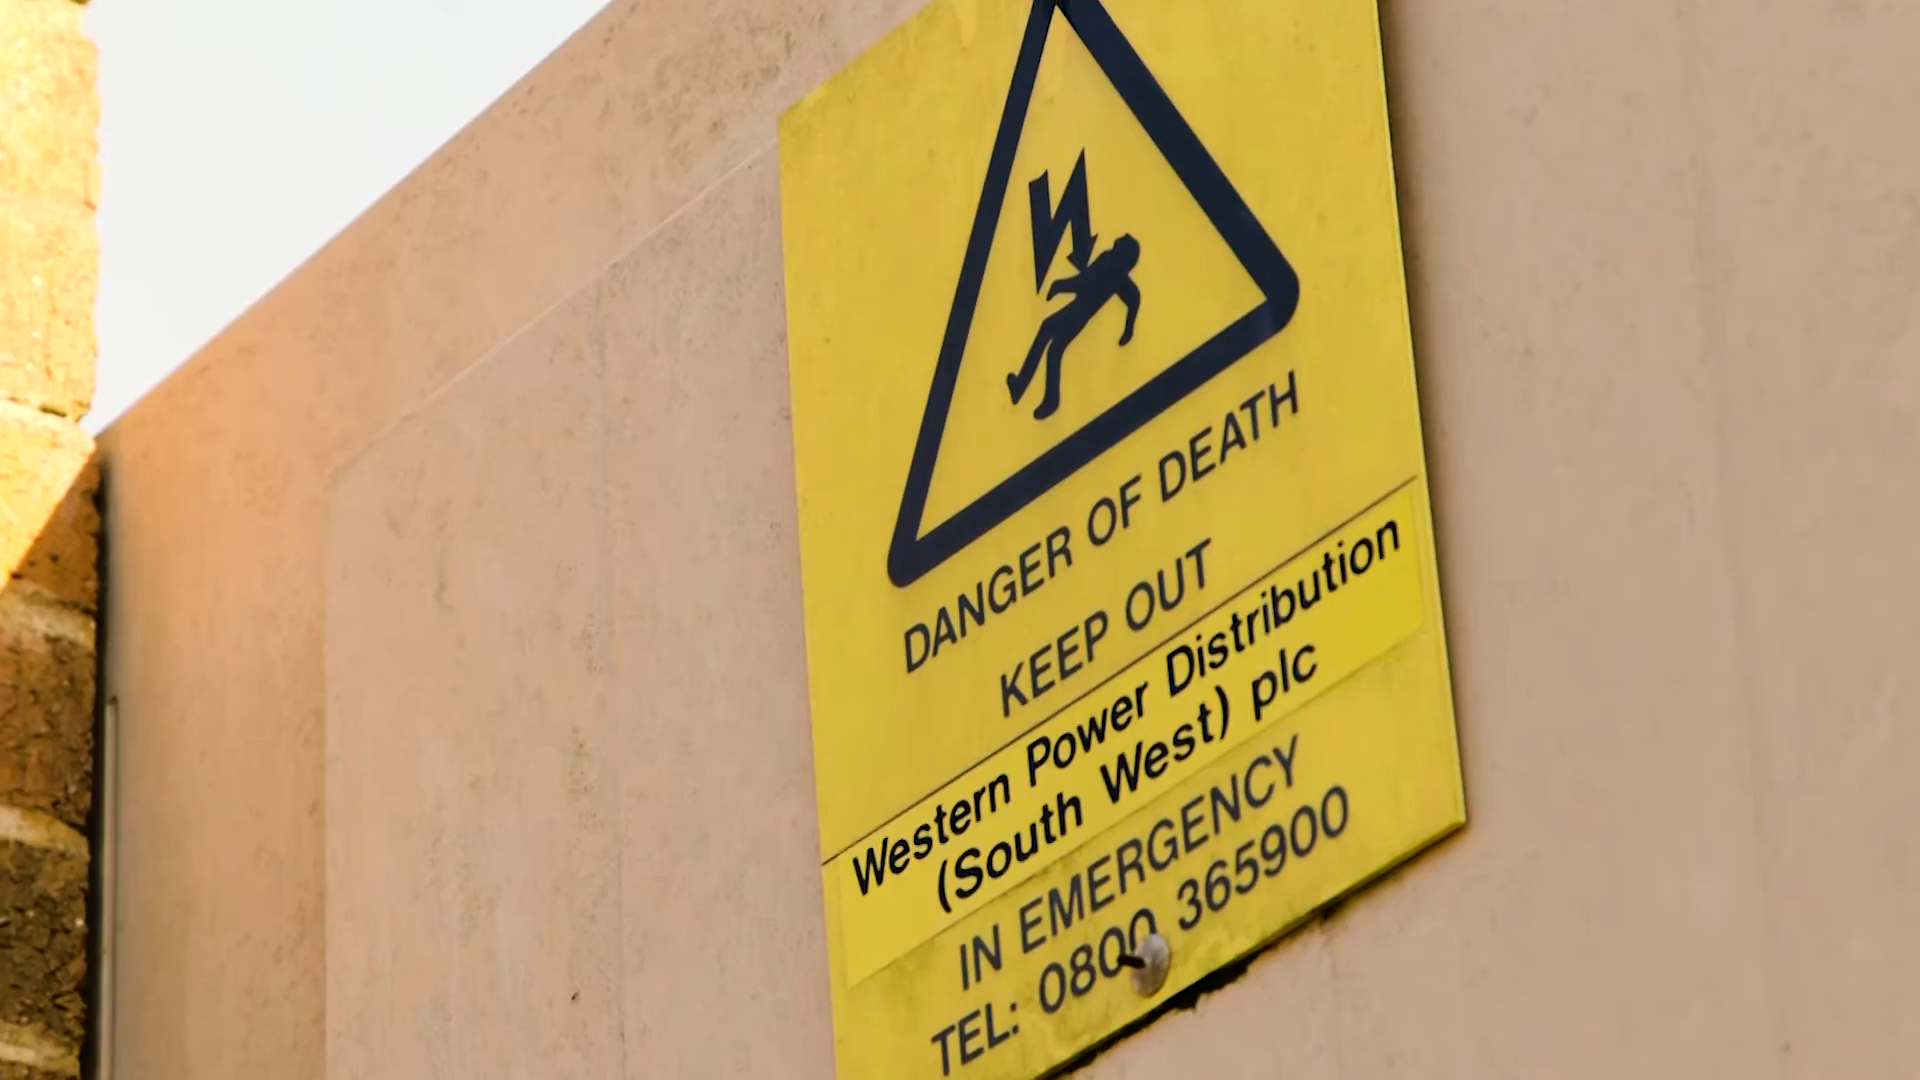 DANGER OF DEATH
KEEP OUT
Western Power Distribution
(South West) plc
IN EMERGENCY
TEL: 0800 365900